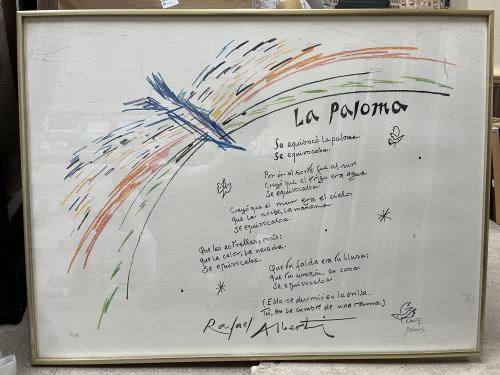 La Paloma
Se equivocó la paloma.
Se equivocaba.
Por ir al norte fue al sur
Creyó que el trigo era agua
Se equivocaba.
Creyó que el mar era el cielo
que la noche, la mañana
Se equivocaba.
Que las estrellas, rocío;
que la calor, la nevada.
Se equivocaba.
Que tu falda era tu blusa;
que tu corazón, su casa
Se equivocaba
(Ella se durmió en la orilla.
Tú, en la cumbre de una rama)
Rafael Alberti